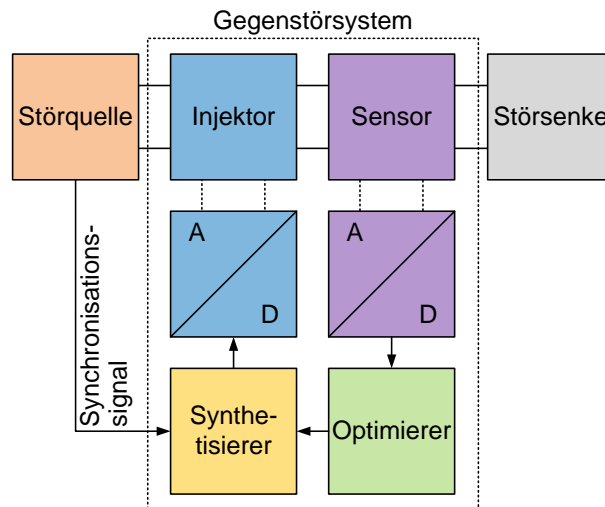 Gegenstörsystem
Störquelle
Injektor
Sensor
Störsenke
A
D
A
D
Synchronisations-
signal
Synthe-
tisierer
Optimierer